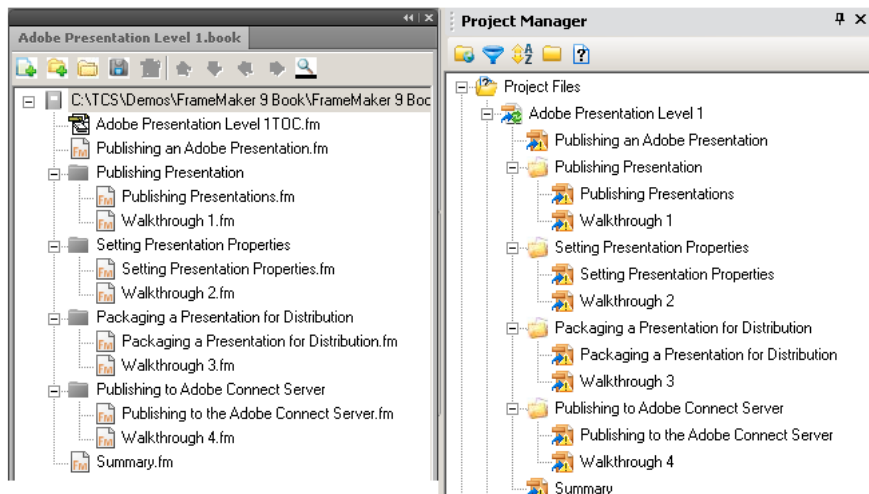 Adobe Presentation Level 1.book
C:\TCS\Demos\FrameMaker 9 Book\FrameMaker 9 Boo
Adobe Presentation Level 1TOC.fm
Publishing an Adobe Presentation.fm
Publishing Presentation
Publishing Presentations.fm
Walkthrough 1.fm
Setting Presentation Properties
Setting Presentation Properties.fm
Walkthrough 2.fm
Packaging a Presentation for Distribution
Packaging a Presentation for Distribution.fm
Walkthrough 3.fm
Publishing to Adobe Connect Server
Publishing to the Adobe Connect Server.fm
Walkthrough 4.fm
Summary.fm
Project Manager
Project Files
Adobe Presentation Level 1
Publishing an Adobe Presentation
Publishing Presentation
Publishing Presentations
Walkthrough 1
Setting Presentation Properties
Setting Presentation Properties
Walkthrough 2
Packaging a Presentation for Distribution
Packaging a Presentation for Distribution
Walkthrough 3
Publishing to Adobe Connect Server
Publishing to the Adobe Connect Server
Walkthrough 4
Summary